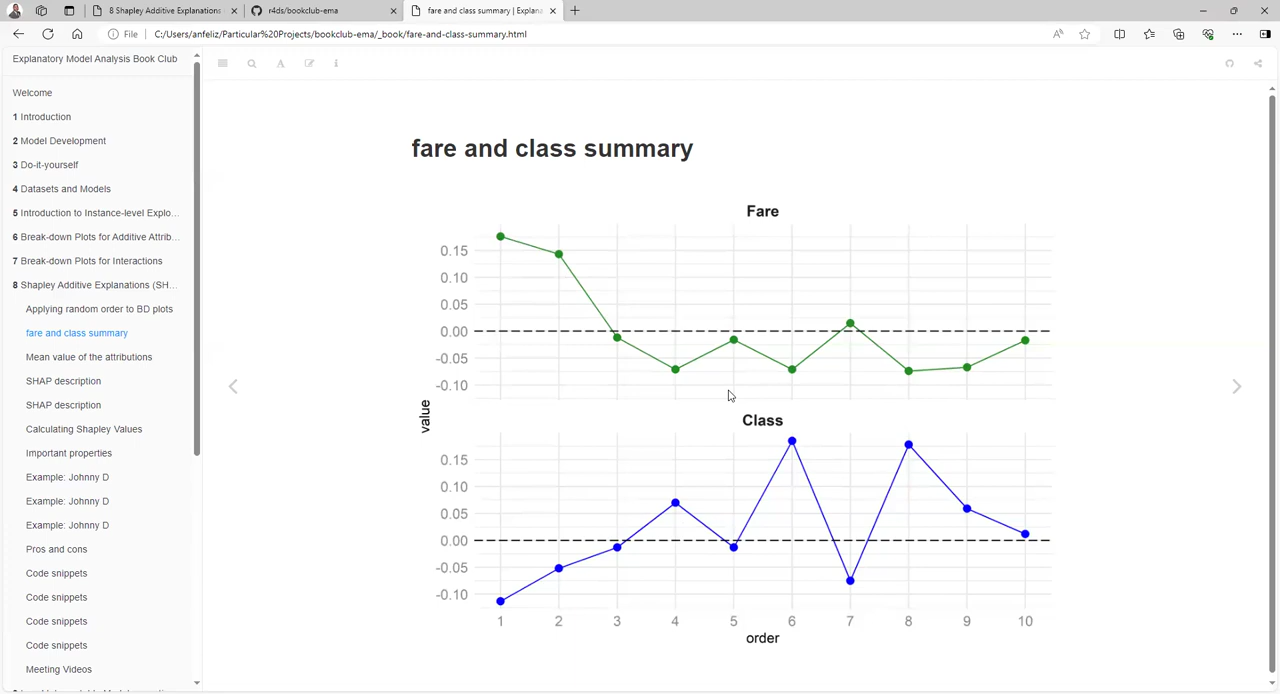 8 Shapley Additive Explanations
r4ds/bookclub-ema
fare and class summary | Explana
File
C:/Users/anfeliz/Particular%20Projects/bookclub-ema/_book/fare-and-class-summary.html
Explanatory Model Analysis Book Club
Welcome
1 Introduction
2 Model Development
3 Do-it-yourself
4 Datasets and Models
5 Introduction to Instance-level Explo…
6 Break-down Plots for Additive Attrib…
7 Break-down Plots for Interactions
8 Shapley Additive Explanations (SH…
Applying random order to BD plots
fare and class summary
Mean value of the attributions
SHAP description
SHAP description
Calculating Shapley Values
Important properties
Example: Johnny D
Example: Johnny D
Example: Johnny D
Pros and cons
Code snippets
Code snippets
Code snippets
Code snippets
Meeting Videos
fare and class summary
Fare
0.15
0.10
0.05
0.00
-0.05
-0.10
value
Class
0.15
0.10
0.05
0.00
-0.05
-0.10
1 2 3 4 5 6 7 8 9 10
order